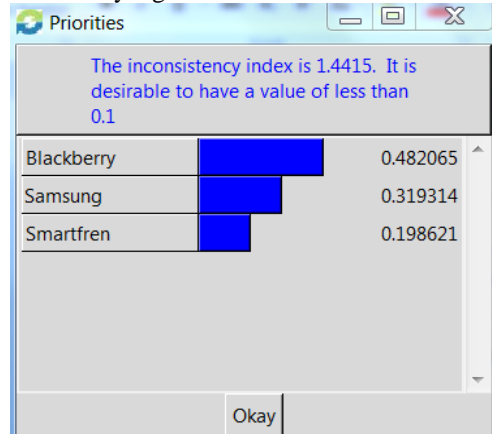 Priorities
The inconsistency index is 1.4415. It is
desirable to have a value of less than
0.1
Blackberry 0.482065
Samsung 0.319314
Smartfren 0.198621
Okay